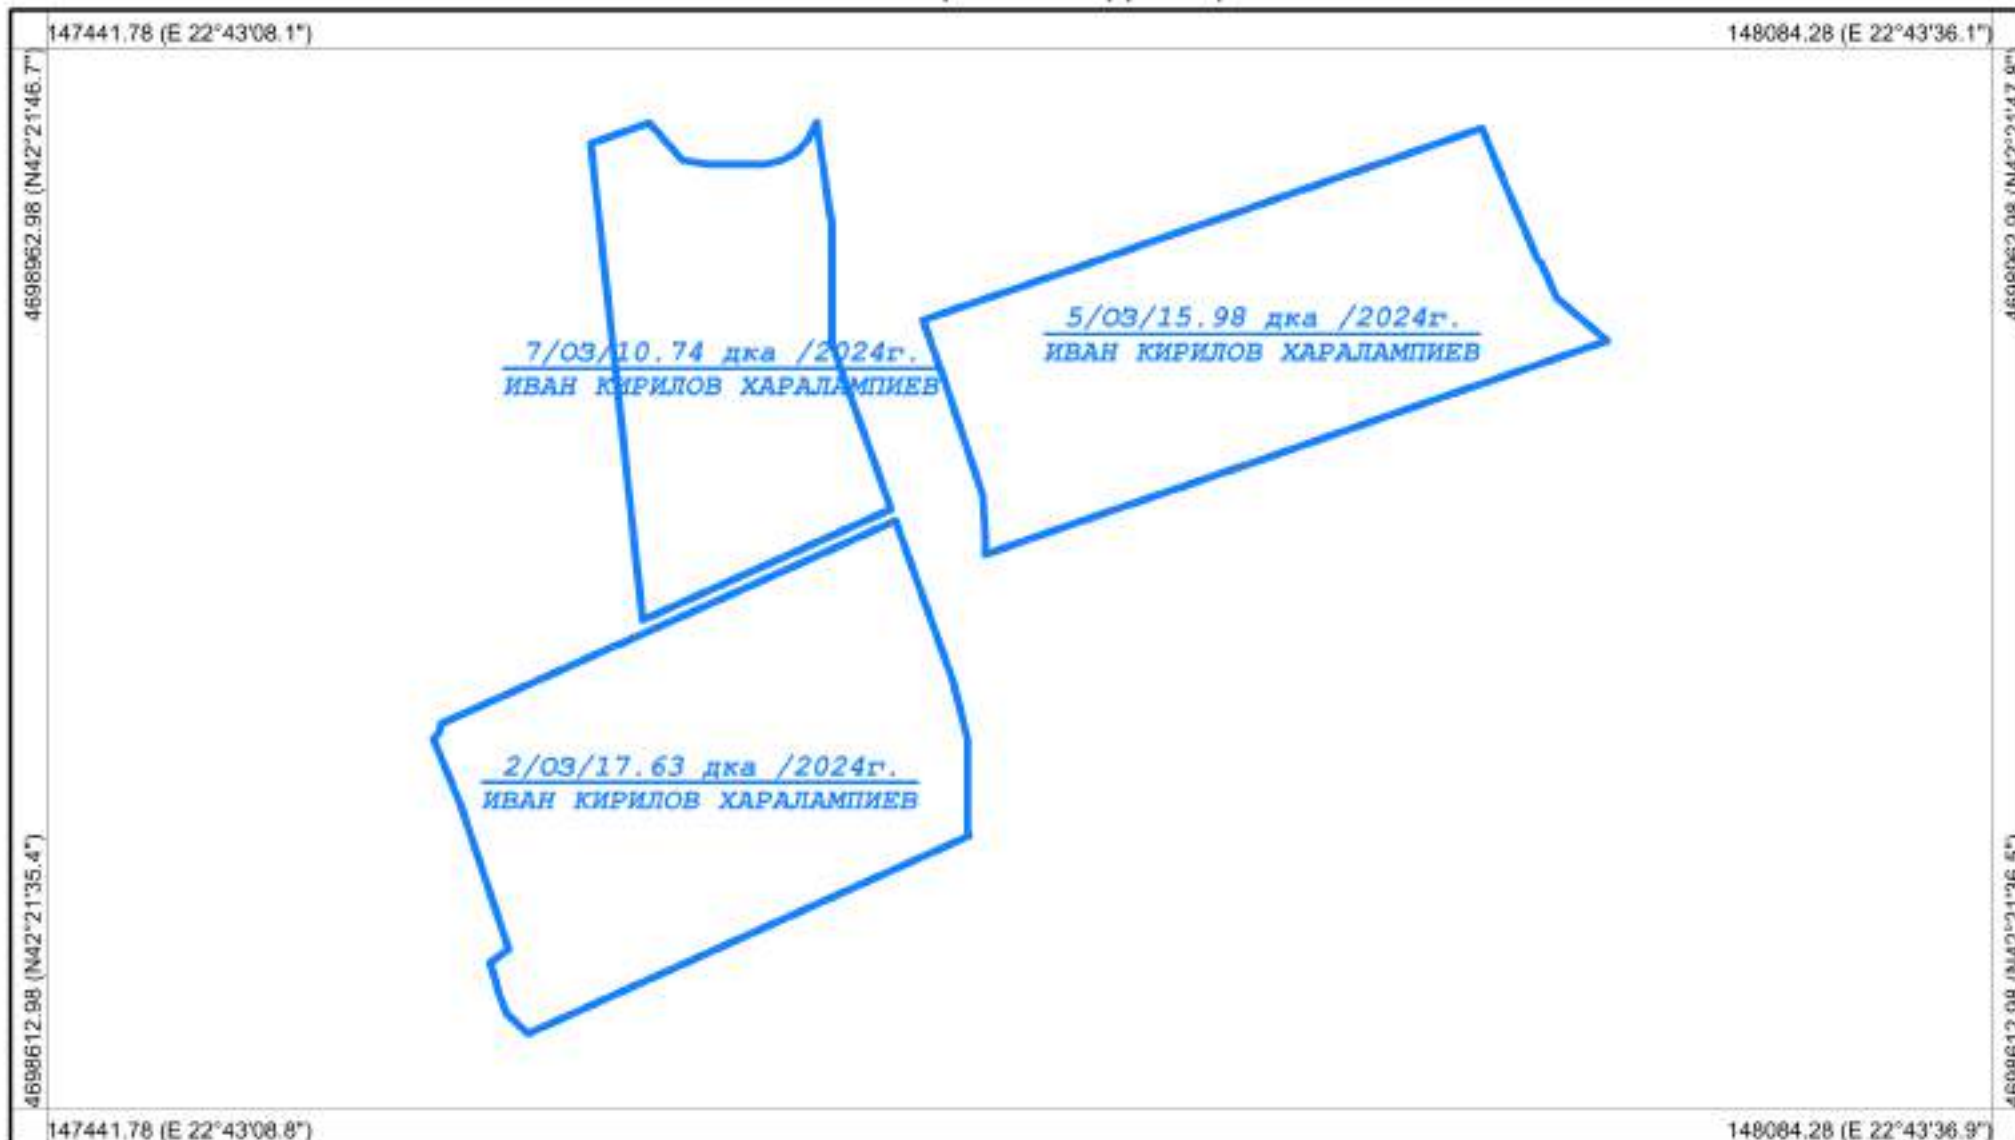 147441.78 (E 22°43'08.1")
148084.28 (E 22°43'36.1")
4698962.98 (N42°21'46.7")
5/ОЗ/15.98 дка /2024г.
ИВАН КИРИЛОВ ХАРАЛАМПИЕВ
7/ОЗ/10.74 дка /2024г.
ИВАН КИРИЛОВ ХАРАЛАМПИЕВ
2/ОЗ/17.63 дка /2024г.
ИВАН КИРИЛОВ ХАРАЛАМПИЕВ
4698612.98 (N42°21'35.4")
147441.78 (E 22°43'08.8")
148084.28 (E 22°43'36.9")